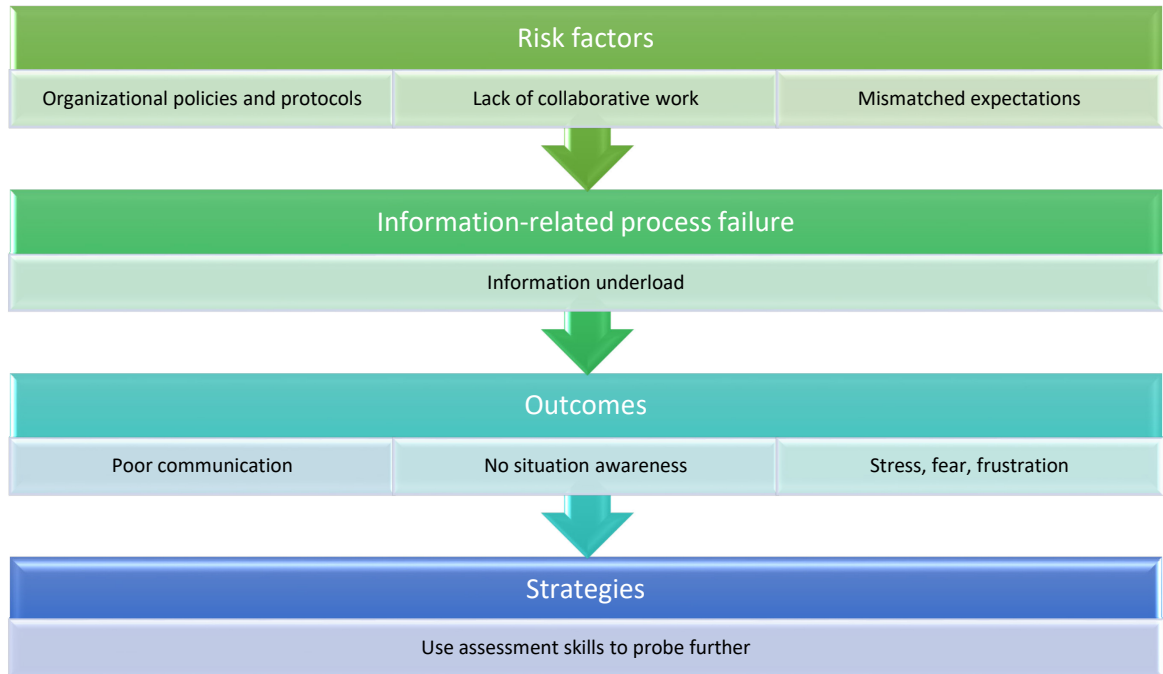 Risk factors
Organizational policies and protocols
Lack of collaborative work
Mismatched expectations
Information-related process failure
Information underload
Outcomes
Poor communication
No situation awareness
Stress, fear, frustration
Strategies
Use assessment skills to probe further